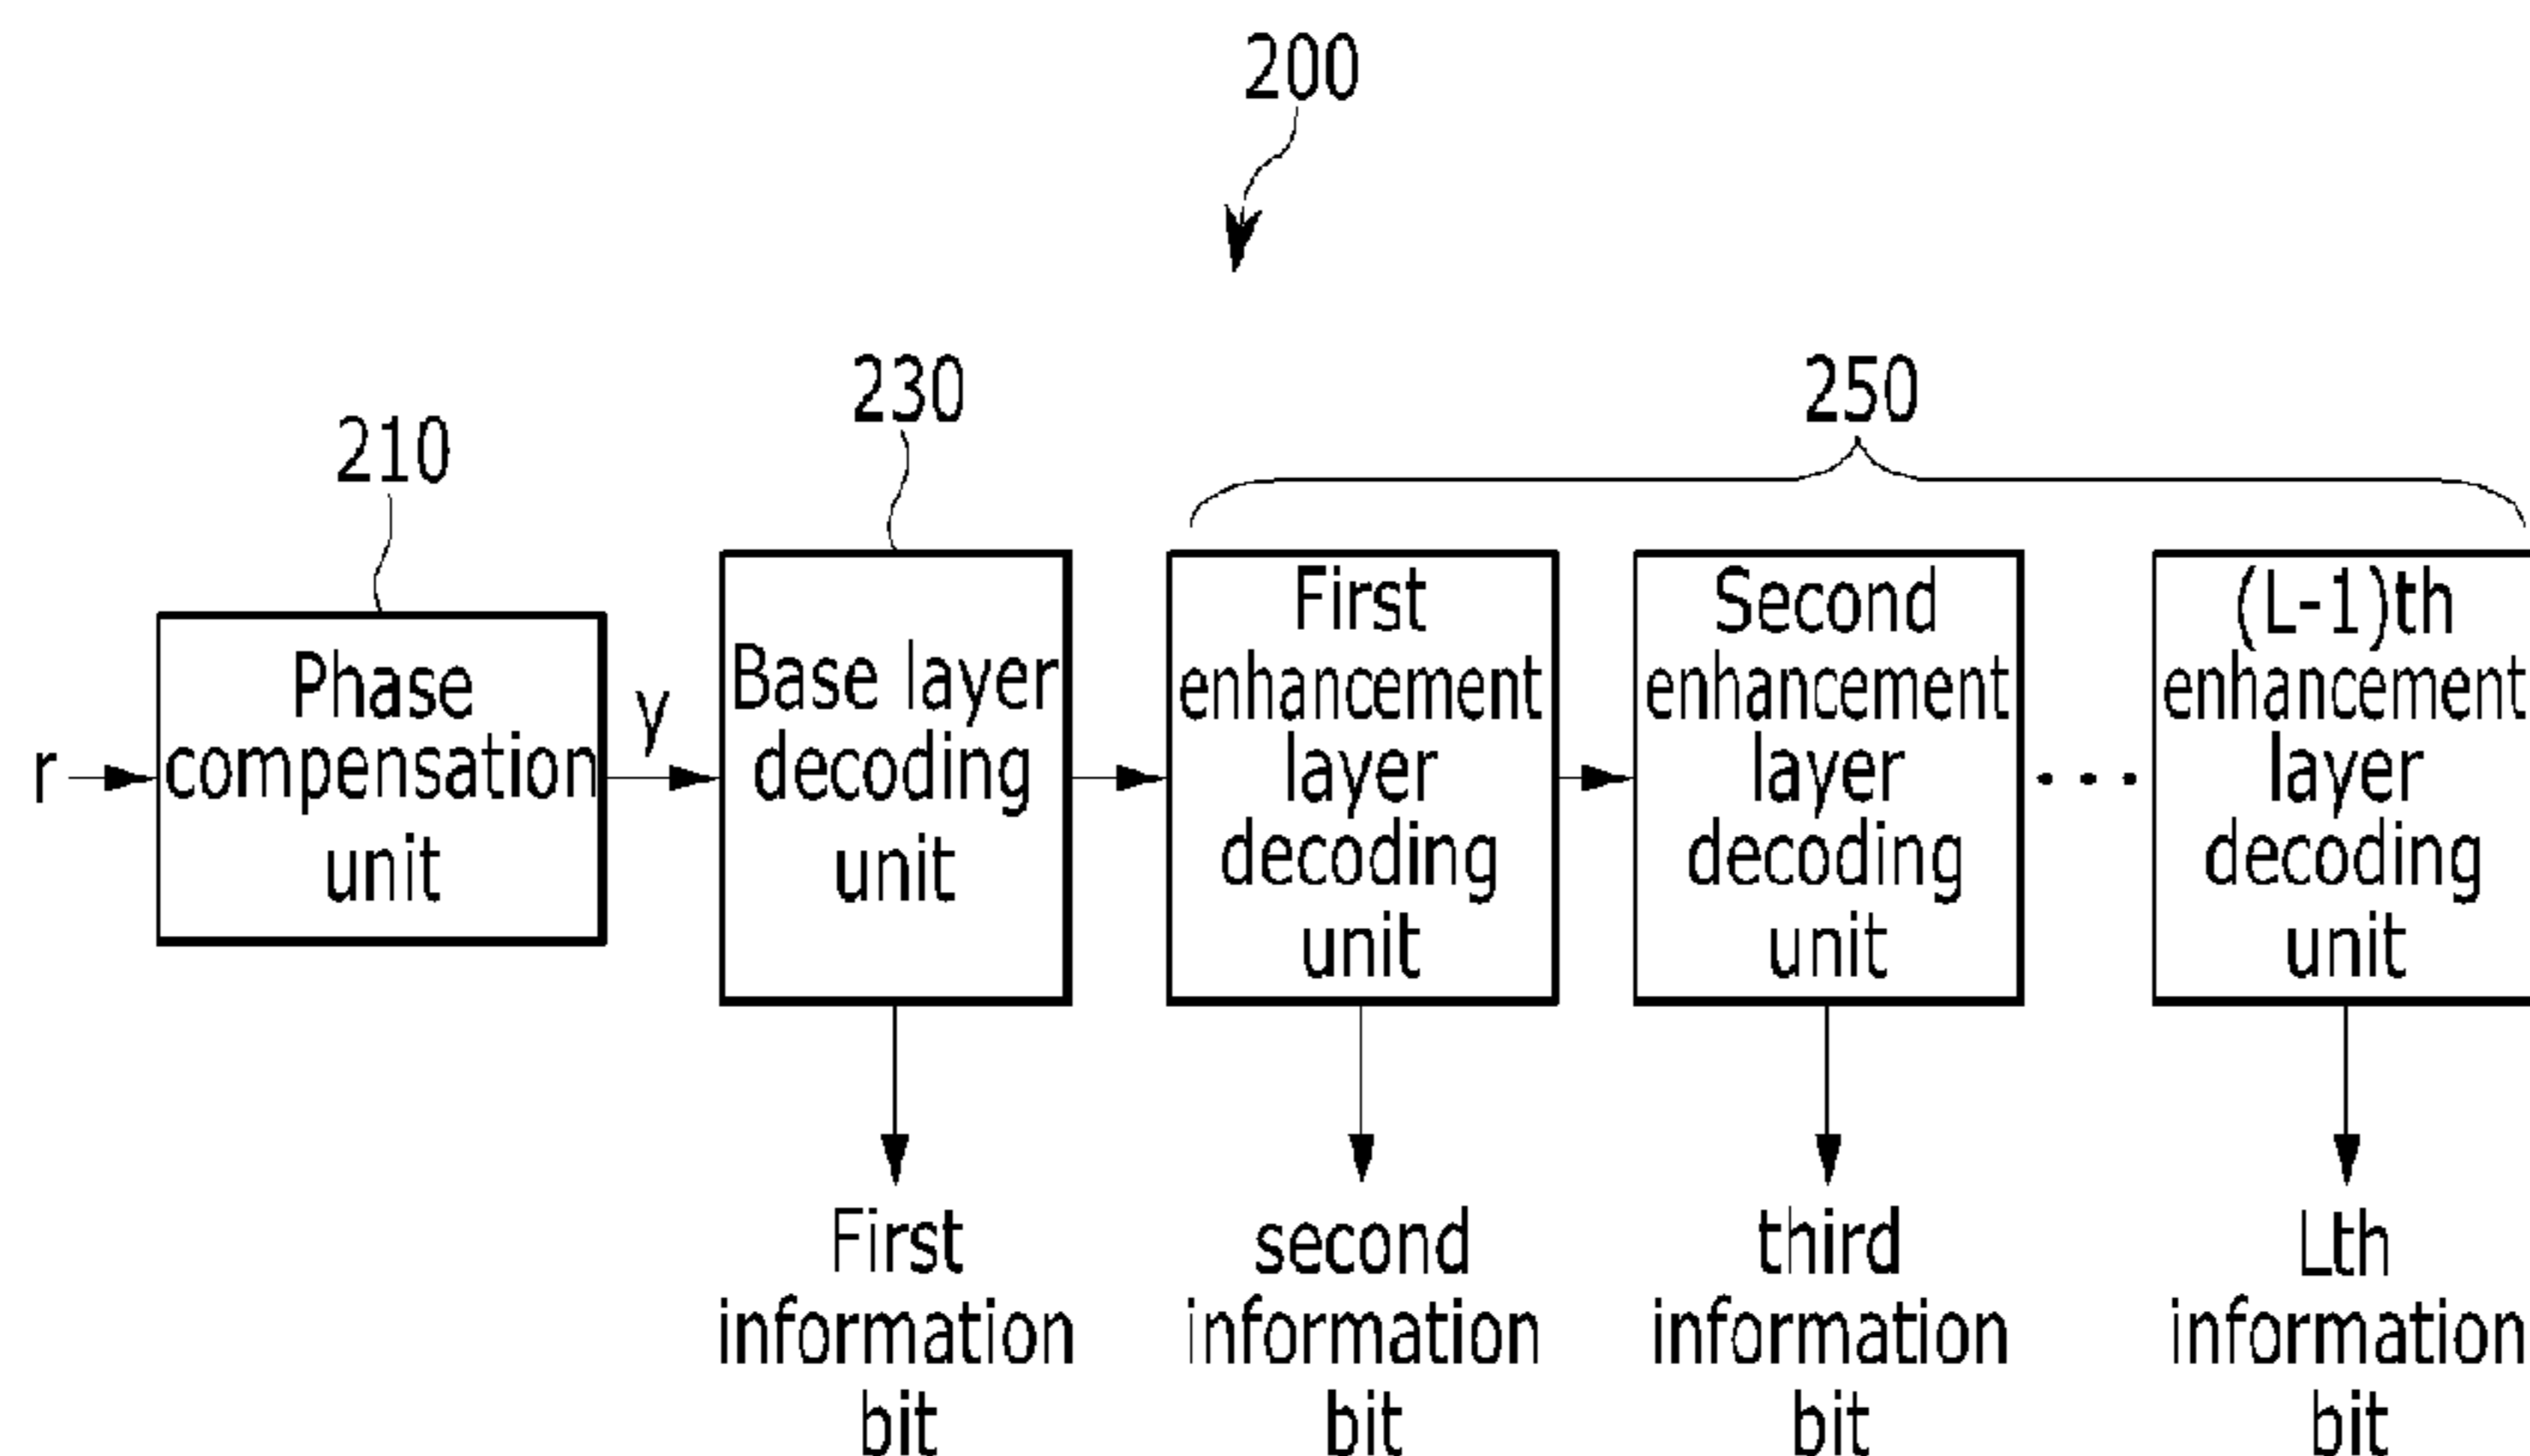 200
230
250
210
r
Phase
compensation
unit
y
Base layer
decoding
unit
First
enhancement
layer
decoding
unit
Second
enhancement
layer
decoding
unit
...
(L-1)th
enhancement
layer
decoding
unit
First
information
bit
second
information
bit
third
information
bit
Lth
information
bit